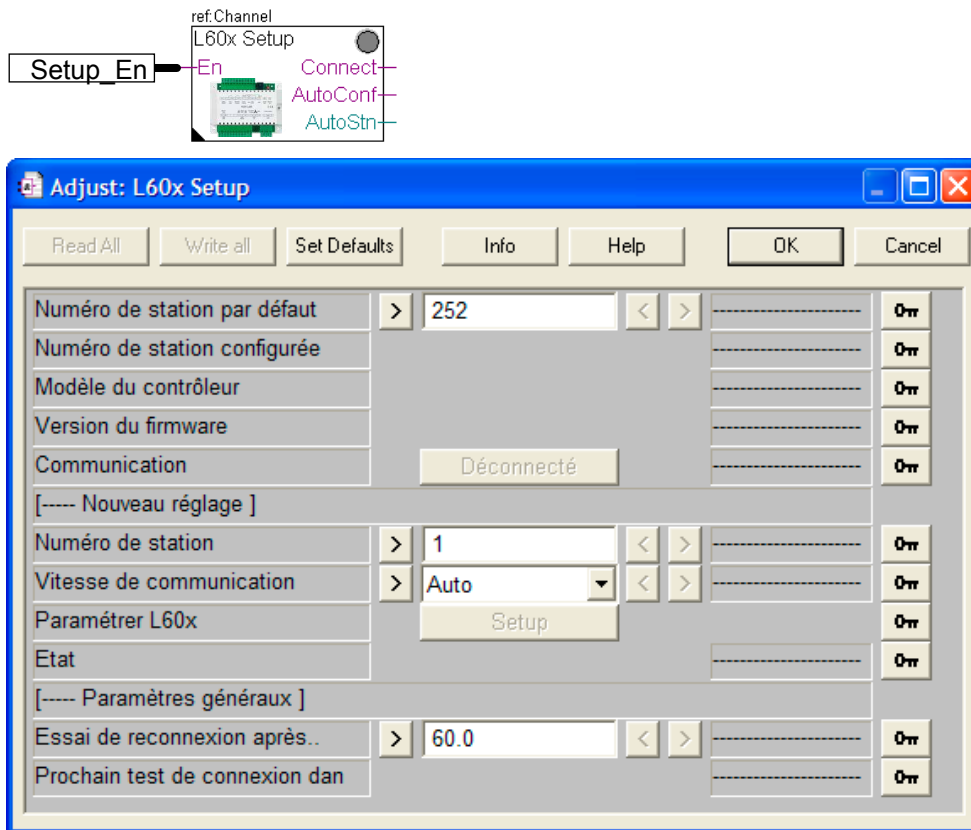 ref:Channel
L60x Setup
Setup_En
En Connect
AutoConf
AutoStn
Adjust: L60x Setup
Read All Write all Set Defaults Info Help OK Cancel
Numéro de station par défaut > 252 < > ----------------------
Numéro de station configurée ----------------------
Modèle du contrôleur ----------------------
Version du firmware ----------------------
Communication Déconnecté ----------------------
[----- Nouveau réglage ]
Numéro de station > 1 < > ----------------------
Vitesse de communication > Auto < > ----------------------
Paramétrer L60x Setup
Etat ----------------------
[----- Paramètres généraux ]
Essai de reconnexion après.. > 60.0 < > ----------------------
Prochain test de connexion dan ----------------------